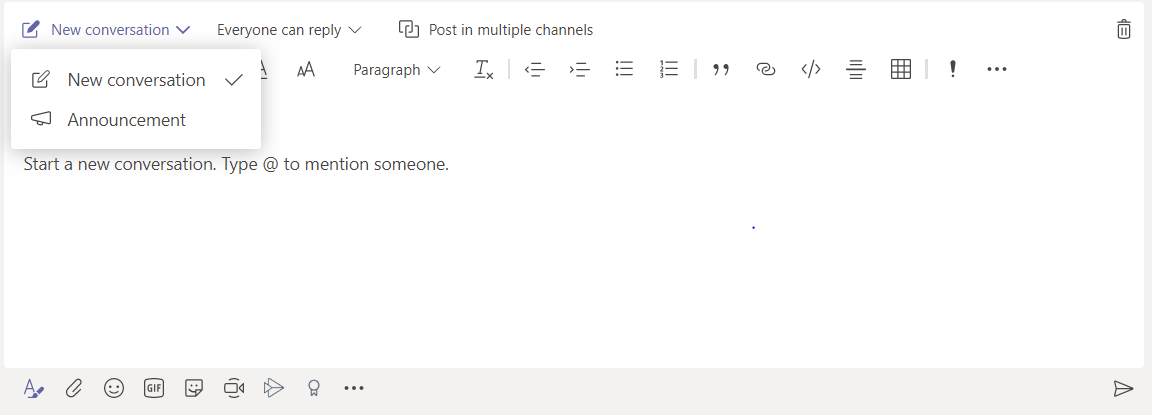 New conversation Everyone can reply Post in multiple channels
New conversation
Paragraph
Announcement
Start a new conversation. Type @ to mention someone.
GIF